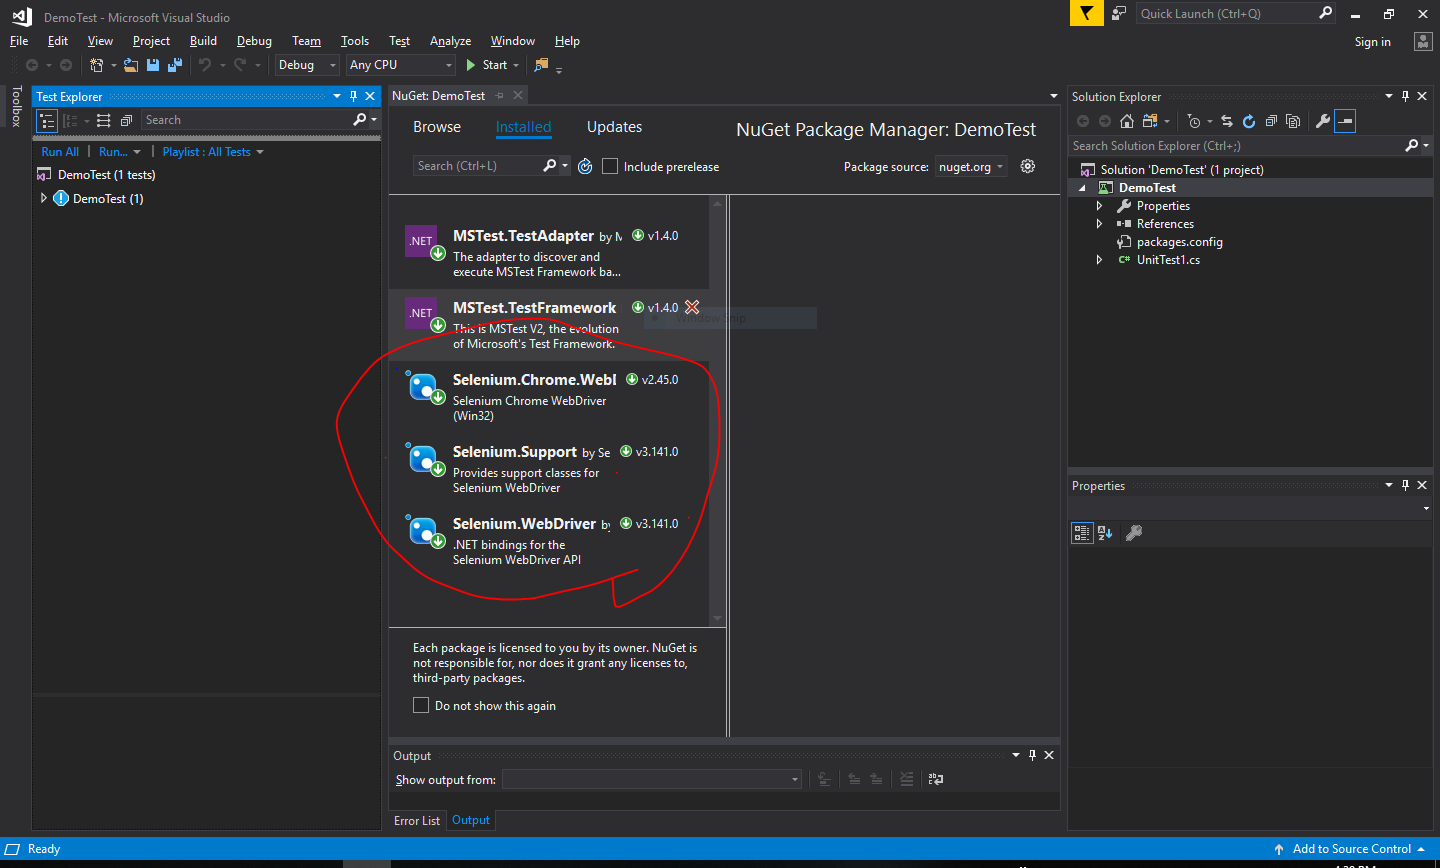 DemoTest - Microsoft Visual Studio
Quick Launch (Ctrl+Q)
File Edit View Project Build Debug Team Tools Test Analyze Window Help
Sign in
Debug Any CPU Start
Toolbox
Test Explorer
Search
Run All | Run... | Playlist : All Tests
DemoTest (1 tests)
DemoTest (1)
NuGet: DemoTest
Browse Installed Updates
NuGet Package Manager: DemoTest
Search (Ctrl+L)
Include prerelease
Package source: nuget.org
.NET
MSTest.TestAdapter by M v1.4.0
The adapter to discover and
execute MSTest Framework ba...
.NET
MSTest.TestFramework v1.4.0
Window Snip
This is MSTest V2, the evolution
of Microsoft's Test Framework.
Selenium.Chrome.Web v2.45.0
Selenium Chrome WebDriver
(Win32)
Selenium.Support by Se v3.141.0
Provides support classes for
Selenium WebDriver
Selenium.WebDriver by v3.141.0
.NET bindings for the
Selenium WebDriver API
Each package is licensed to you by its owner. NuGet is
not responsible for, nor does it grant any licenses to,
third-party packages.
Do not show this again
Output
Show output from:
Error List Output
Solution Explorer
Search Solution Explorer (Ctrl+;)
Solution 'DemoTest' (1 project)
DemoTest
Properties
References
packages.config
C# UnitTest1.cs
Properties
Ready
Add to Source Control